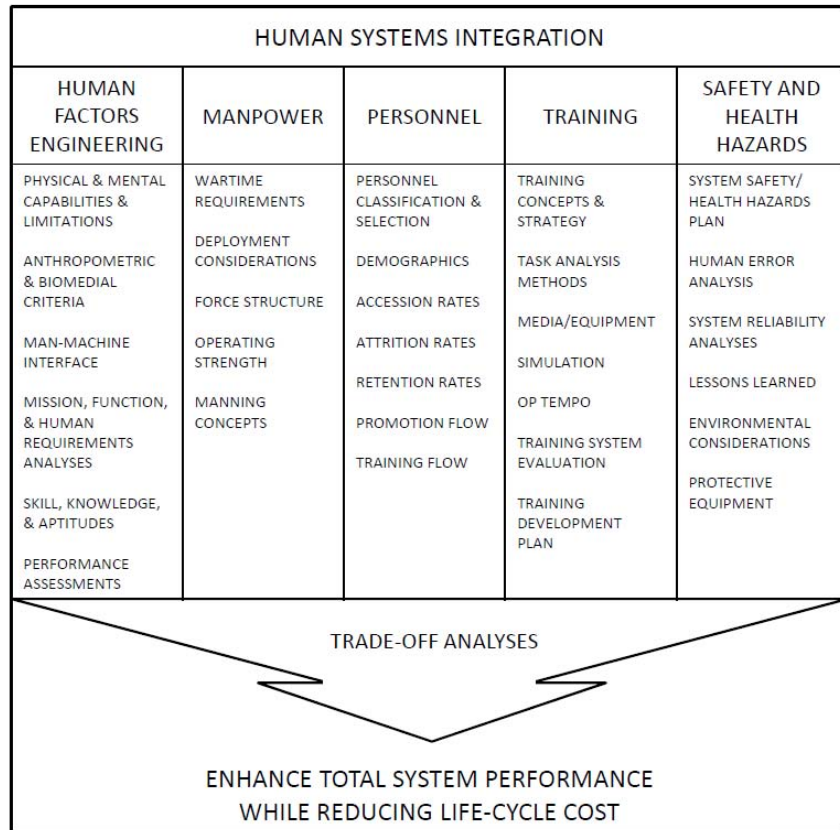 HUMAN SYSTEMS INTEGRATION
HUMAN
FACTORS
ENGINEERING
MANPOWER
PERSONNEL
TRAINING
SAFETY AND
HEALTH
HAZARDS
PHYSICAL & MENTAL
CAPABILITIES &
LIMITATIONS
ANTHROPOMETRIC
& BIOMEDIAL
CRITERIA
MAN-MACHINE
INTERFACE
MISSION, FUNCTION,
& HUMAN
REQUIREMENTS
ANALYSES
SKILL, KNOWLEDGE,
& APTITUDES
PERFORMANCE
ASSESSMENTS
WARTIME
REQUIREMENTS
DEPLOYMENT
CONSIDERATIONS
FORCE STRUCTURE
OPERATING
STRENGTH
MANNING
CONCEPTS
PERSONNEL
CLASSIFICATION &
SELECTION
DEMOGRAPHICS
ACCESSION RATES
ATTRITION RATES
RETENTION RATES
PROMOTION FLOW
TRAINING FLOW
TRAINING
CONCEPTS &
STRATEGY
TASK ANALYSIS
METHODS
MEDIA/EQUIPMENT
SIMULATION
OP TEMPO
TRAINING SYSTEM
EVALUATION
TRAINING
DEVELOPMENT
PLAN
SYSTEM SAFETY/
HEALTH HAZARDS
PLAN
HUMAN ERROR
ANALYSIS
SYSTEM RELIABILITY
ANALYSES
LESSONS LEARNED
ENVIRONMENTAL
CONSIDERATIONS
PROTECTIVE
EQUIPMENT
TRADE-OFF ANALYSES
ENHANCE TOTAL SYSTEM PERFORMANCE
WHILE REDUCING LIFE-CYCLE COST